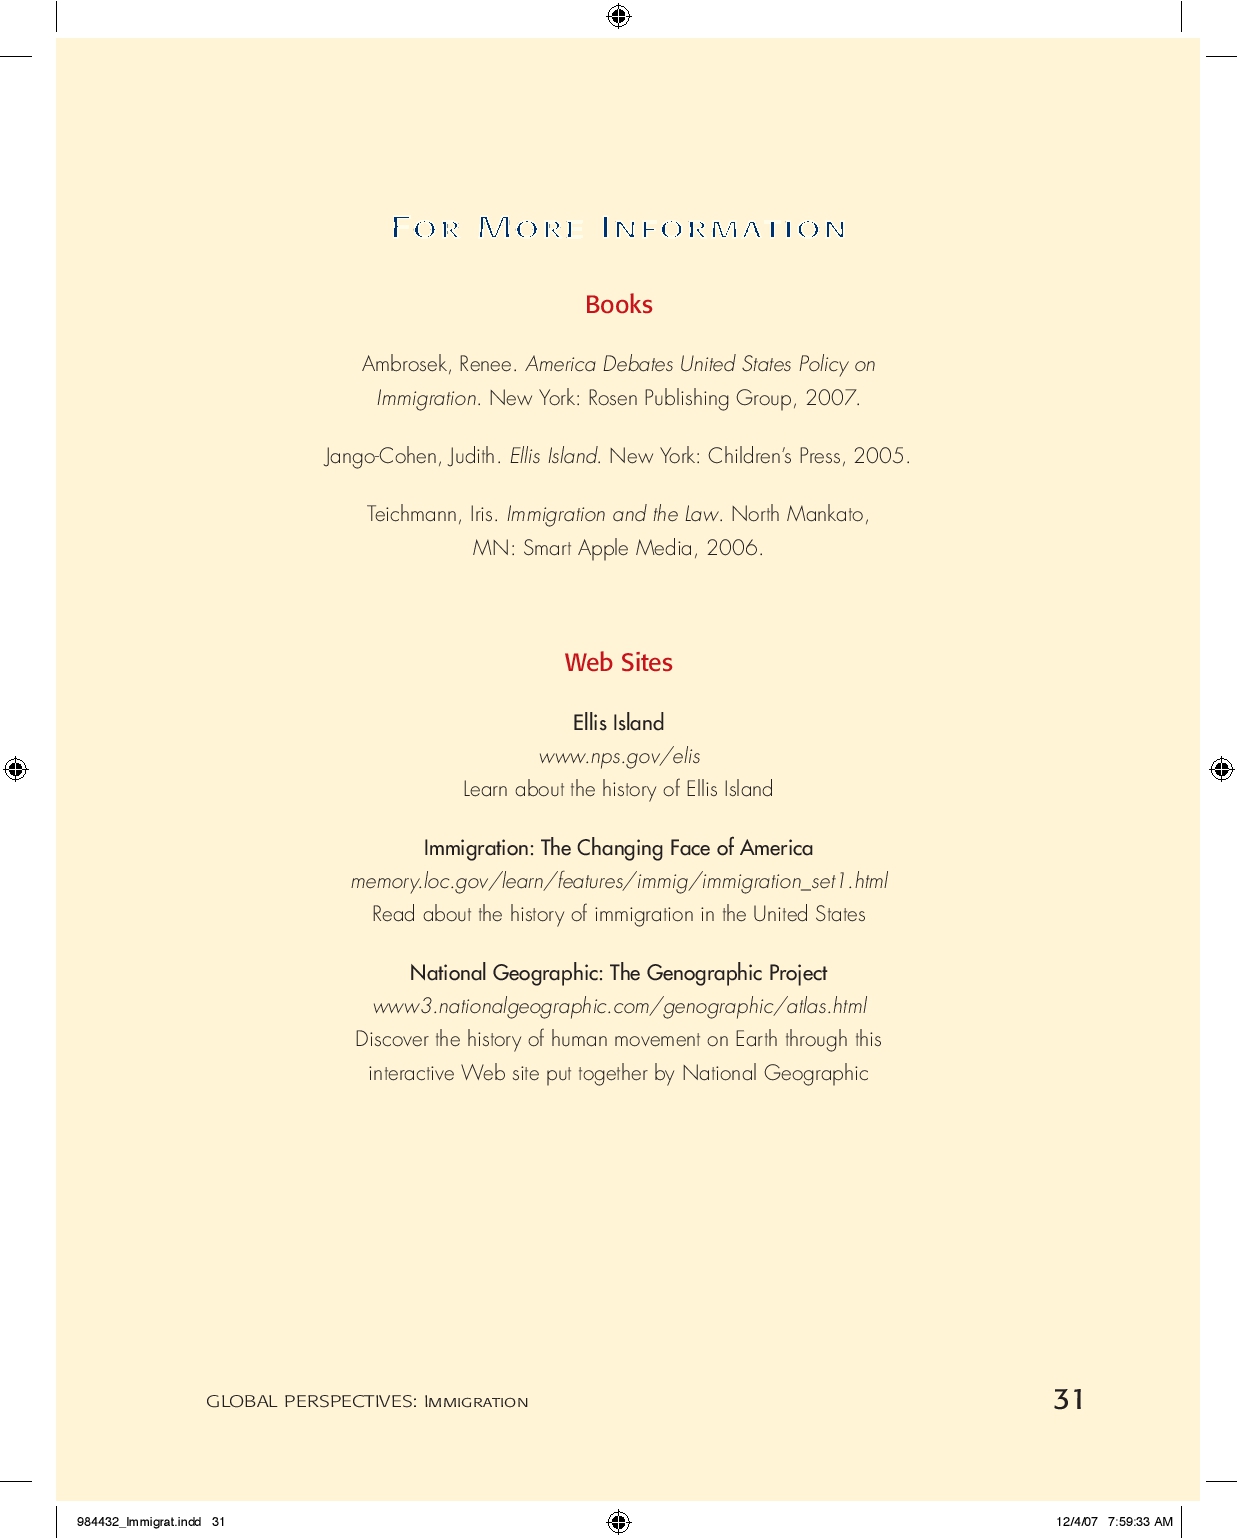 For More Information
Books
Ambrosek, Renee. America Debates United States Policy on
Immigration. New York: Rosen Publishing Group, 2007.
Jango-Cohen, Judith. Ellis Island. New York: Children’s Press, 2005.
Teichmann, Iris. Immigration and the Law. North Mankato,
MN: Smart Apple Media, 2006.
Web Sites
Ellis Island
www.nps.gov/elis
Learn about the history of Ellis Island
Immigration: The Changing Face of America
memory.loc.gov/learn/features/immig/immigration_set1.html
Read about the history of immigration in the United States
National Geographic: The Genographic Project
www3.nationalgeographic.com/genographic/atlas.html
Discover the history of human movement on Earth through this
interactive Web site put together by National Geographic
GLOBAL PERSPECTIVES: Immigration 31
984432_Immigrat.indd 31 12/4/07 7:59:33 AM